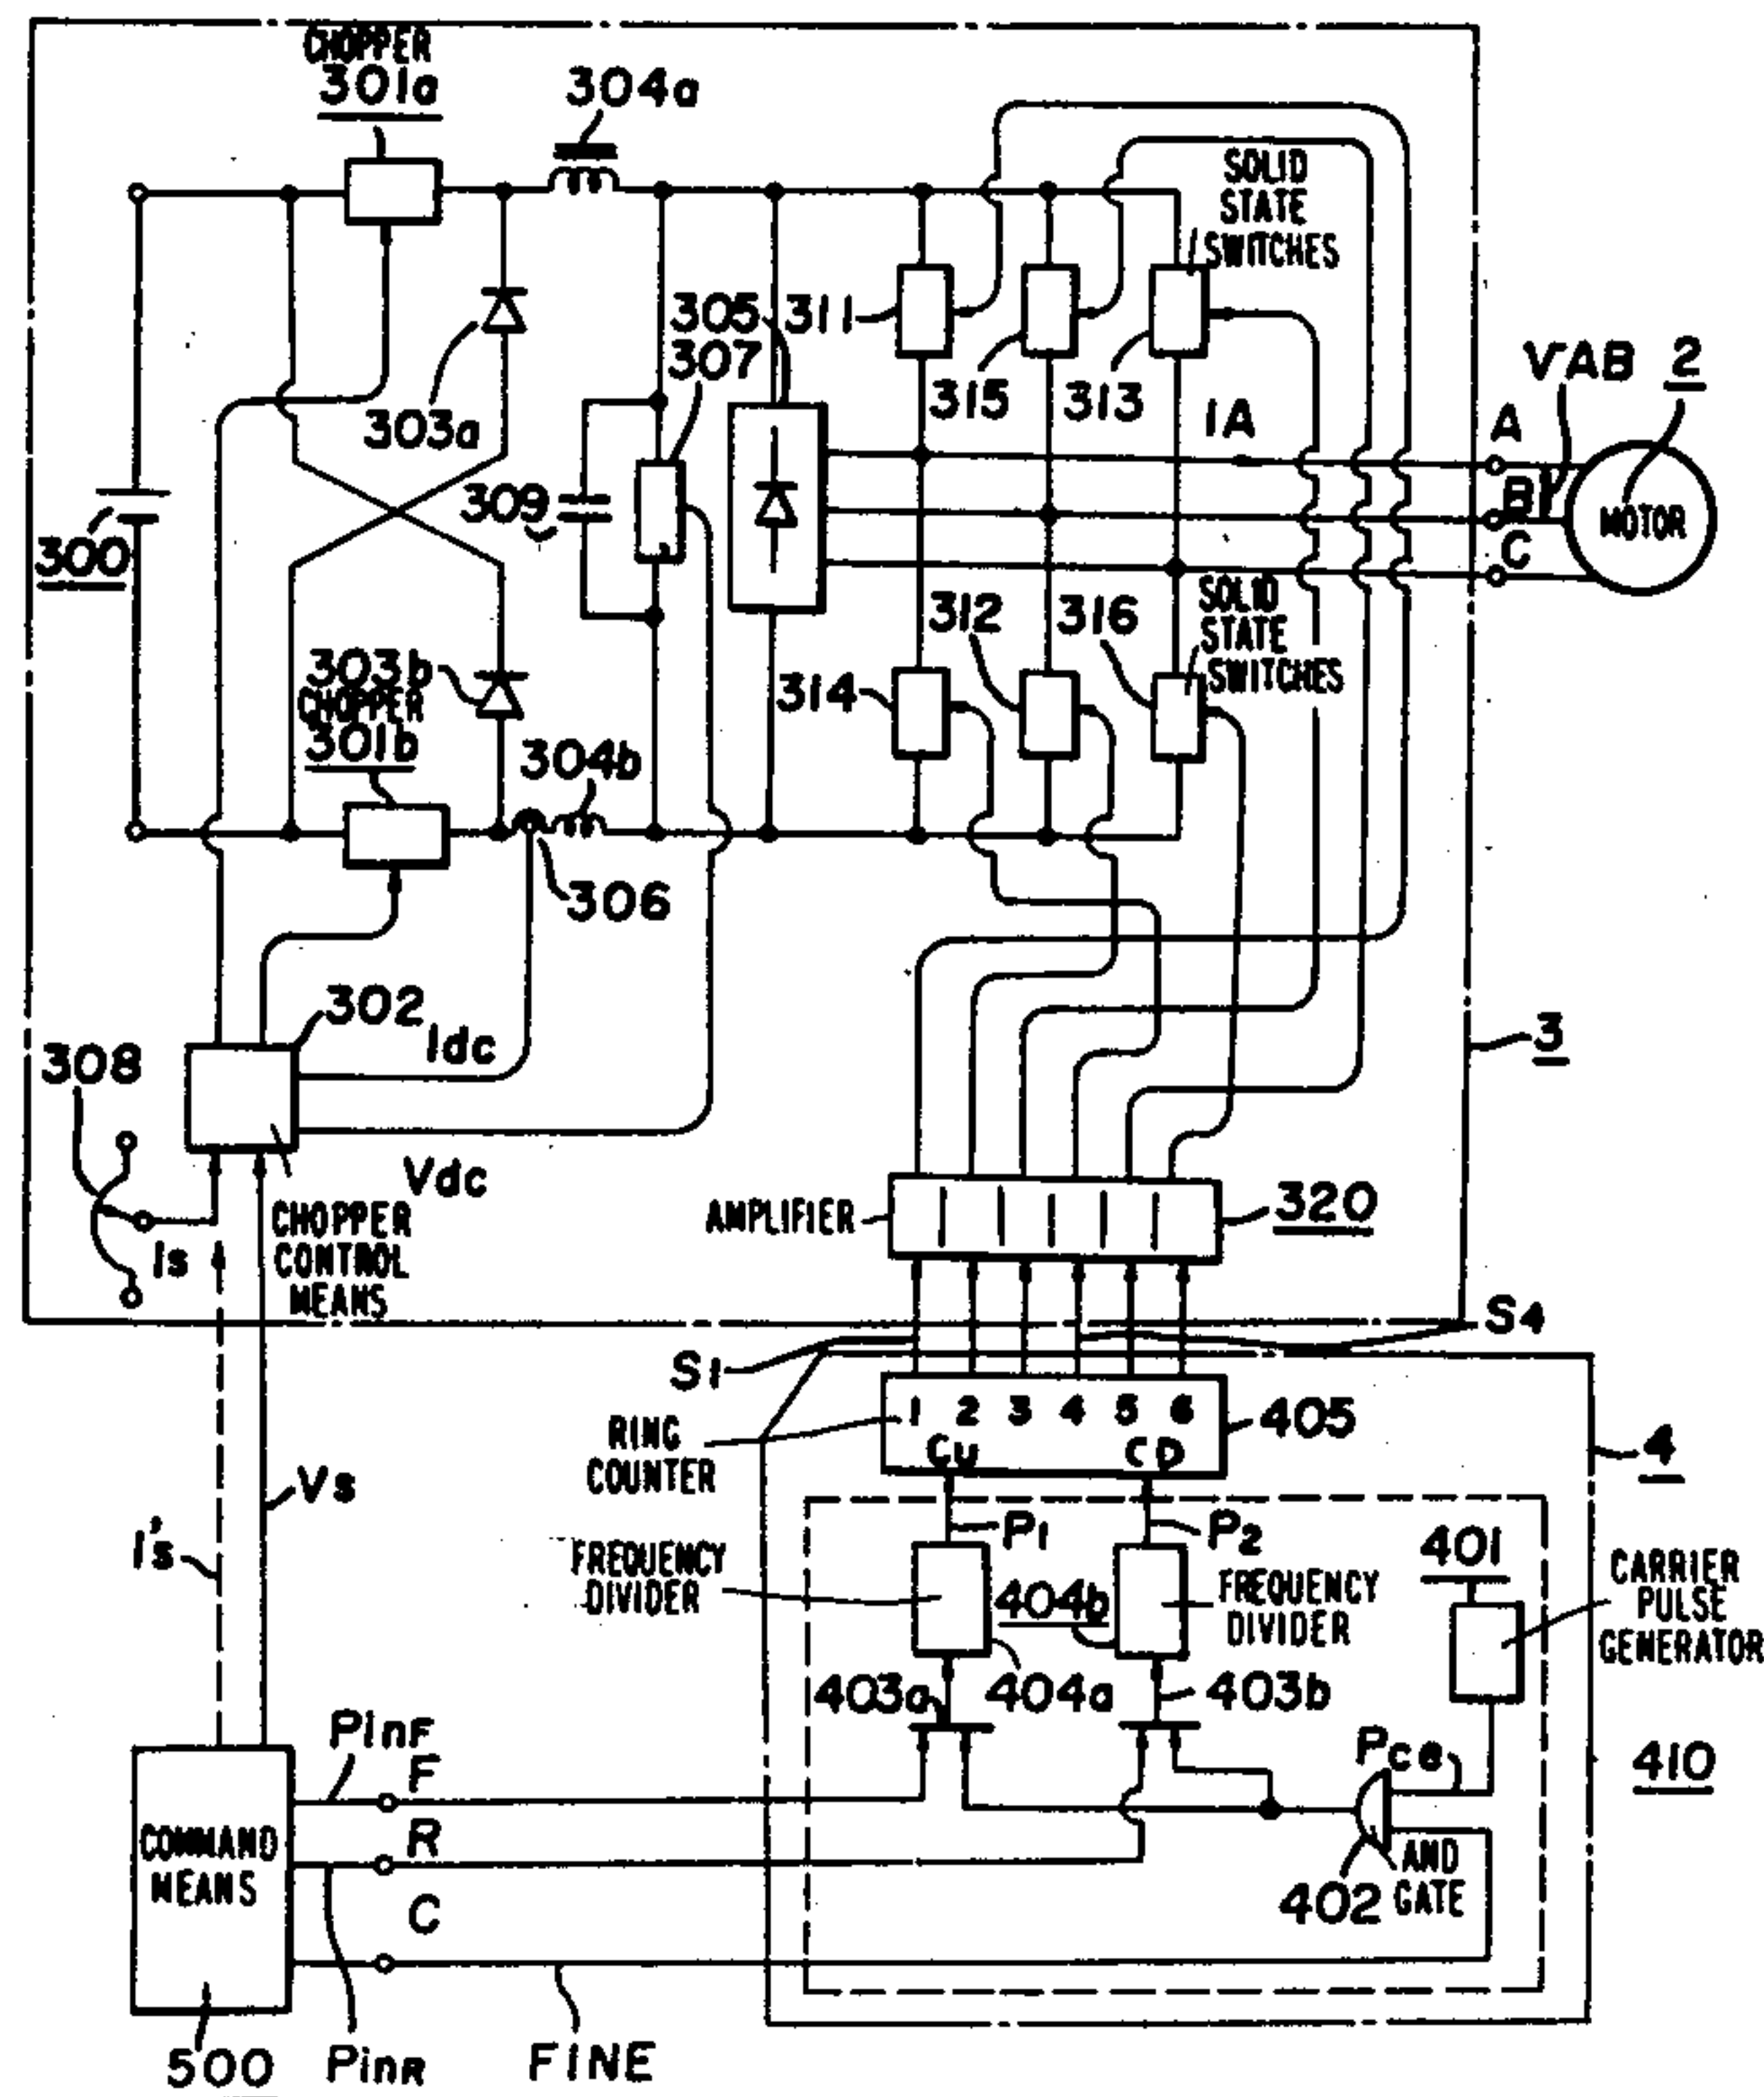 CHOPPER
301a
304a
SOLID
STATE
SWITCHES
305
311
307
303a
315
313
IA
VAB
2
A
B
C
MOTOR
309
300
312
316
SOLID
STATE
SWITCHES
303b
CHOPPER
301b
314
304b
306
302
Idc
308
3
Vdc
Is
CHOPPER
CONTROL
MEANS
AMPLIFIER
320
S4
S1
1 2 3 4 5 6
CU
CD
405
RING
COUNTER
4
Vs
I's
P1
P2
401
FREQUENCY
DIVIDER
404b
FREQUENCY
DIVIDER
CARRIER
PULSE
GENERATOR
403a
404a
403b
PinF
F
Pce
410
COMMAND
MEANS
R
AND
GATE
402
C
500
PinR
FINE